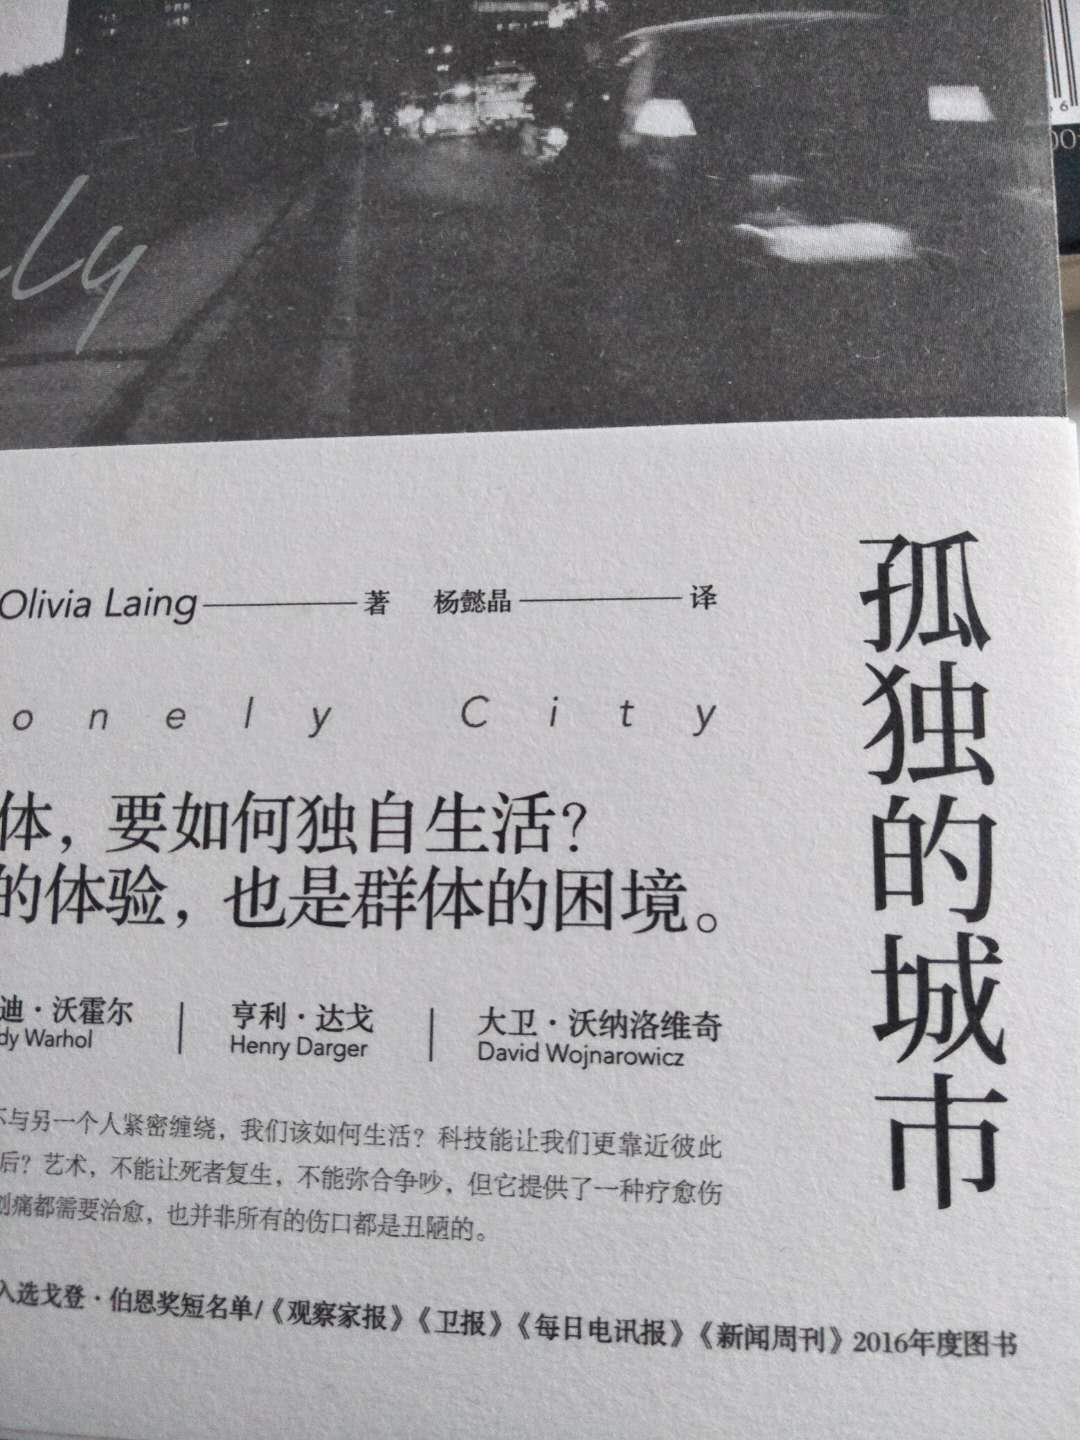 ly
Olivia Laing 著 杨懿晶 译
onely City
体，要如何独自生活？
的体验，也是群体的困境。
迪·沃霍尔 | 亨利·达戈 | 大卫·沃纳洛维奇
dy Warhol Henry Darger David Wojnarowicz
不与另一个人紧密缠绕，我们该如何生活？科技能让我们更靠近彼此
后？艺术，不能让死者复生，不能弥合争吵，但它提供了一种疗愈伤
创痛都需要治愈，也并非所有的伤口都是丑陋的。
入选戈登·伯恩奖短名单/《观察家报》《卫报》《每日电讯报》《新闻周刊》2016年度图书
孤独的城市